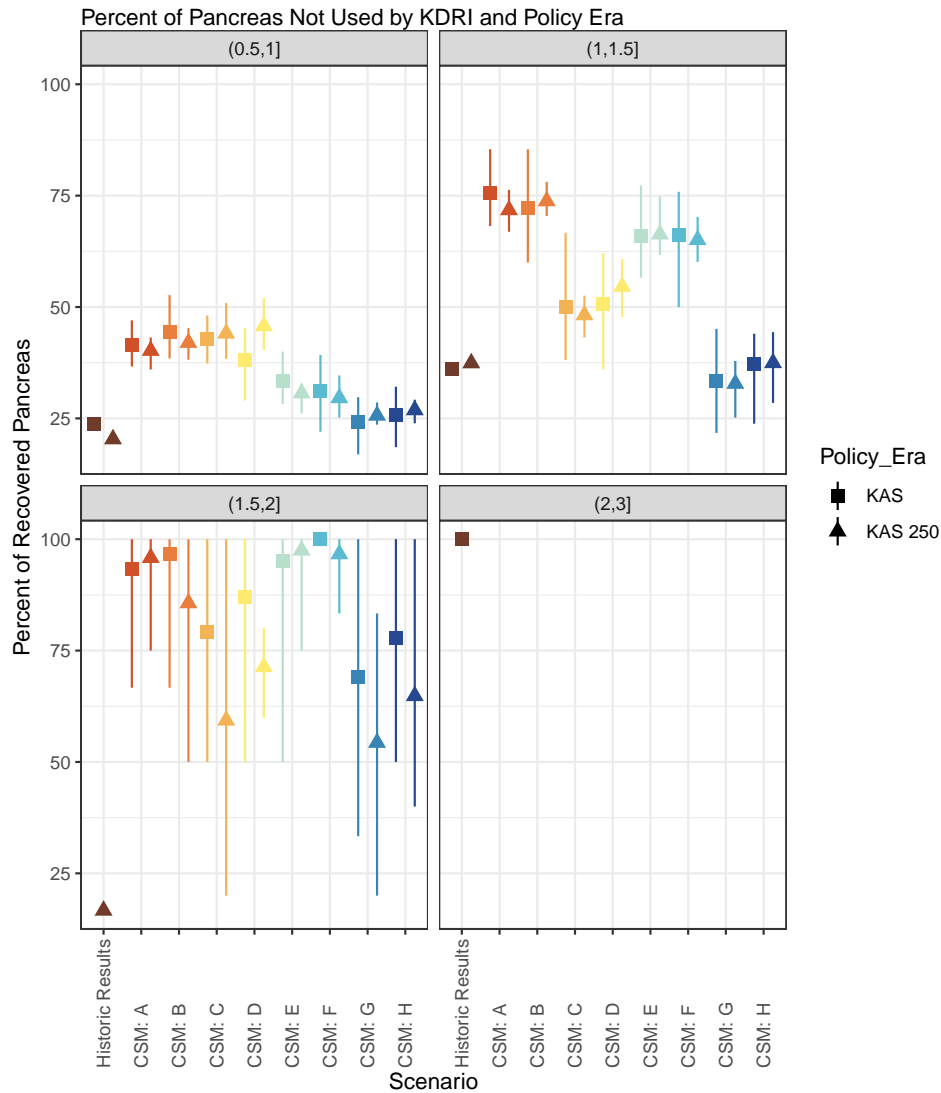 Percent of Pancreas Not Used by KDRI and Policy Era
(0.5,1]
(1,1.5]
100
75
50
25
(1.5,2]
(2,3]
100
75
50
25
Percent of Recovered Pancreas
Historic Results
CSM: A
CSM: B
CSM: C
CSM: D
CSM: E
CSM: F
CSM: G
CSM: H
Historic Results
CSM: A
CSM: B
CSM: C
CSM: D
CSM: E
CSM: F
CSM: G
CSM: H
Scenario
Policy_Era
KAS
KAS 250